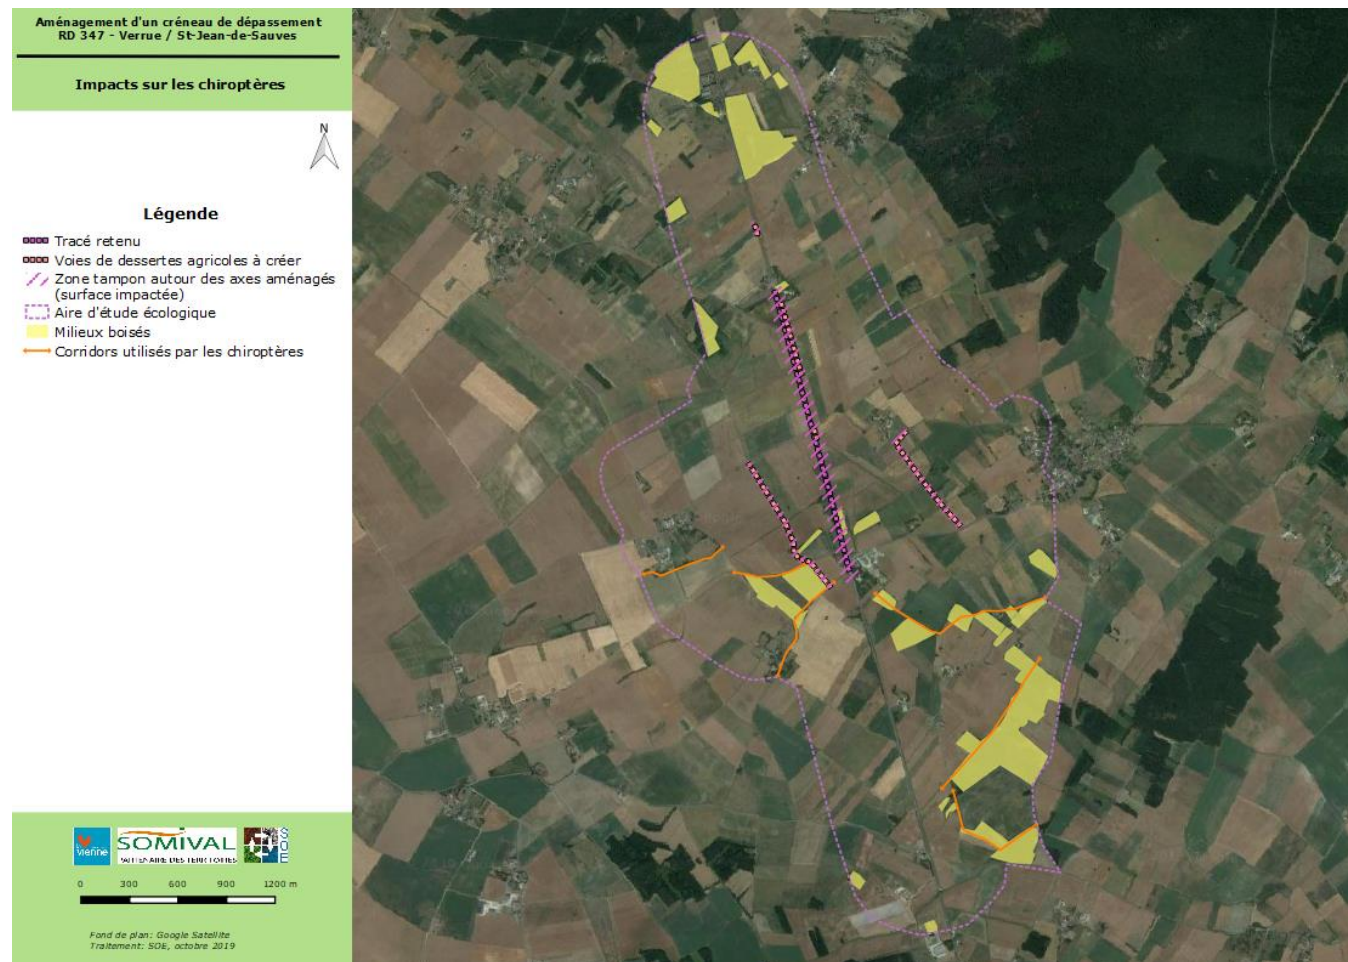 Aménagement d'un créneau de dépassement
RD 347 - Verrue / St-Jean-de-Sauves
Impacts sur les chiroptères
N
Légende
Tracé retenu
Voies de dessertes agricoles à créer
Zone tampon autour des axes aménagés
(surface impactée)
Aire d'étude écologique
Milieux boisés
Corridors utilisés par les chiroptères
Vienne
SOMIVAL
PARTENAIRE DES TERRITOIRES
SOE
0 300 600 900 1200 m
Fond de plan: Google Satellite
Traitement: SOE, octobre 2019